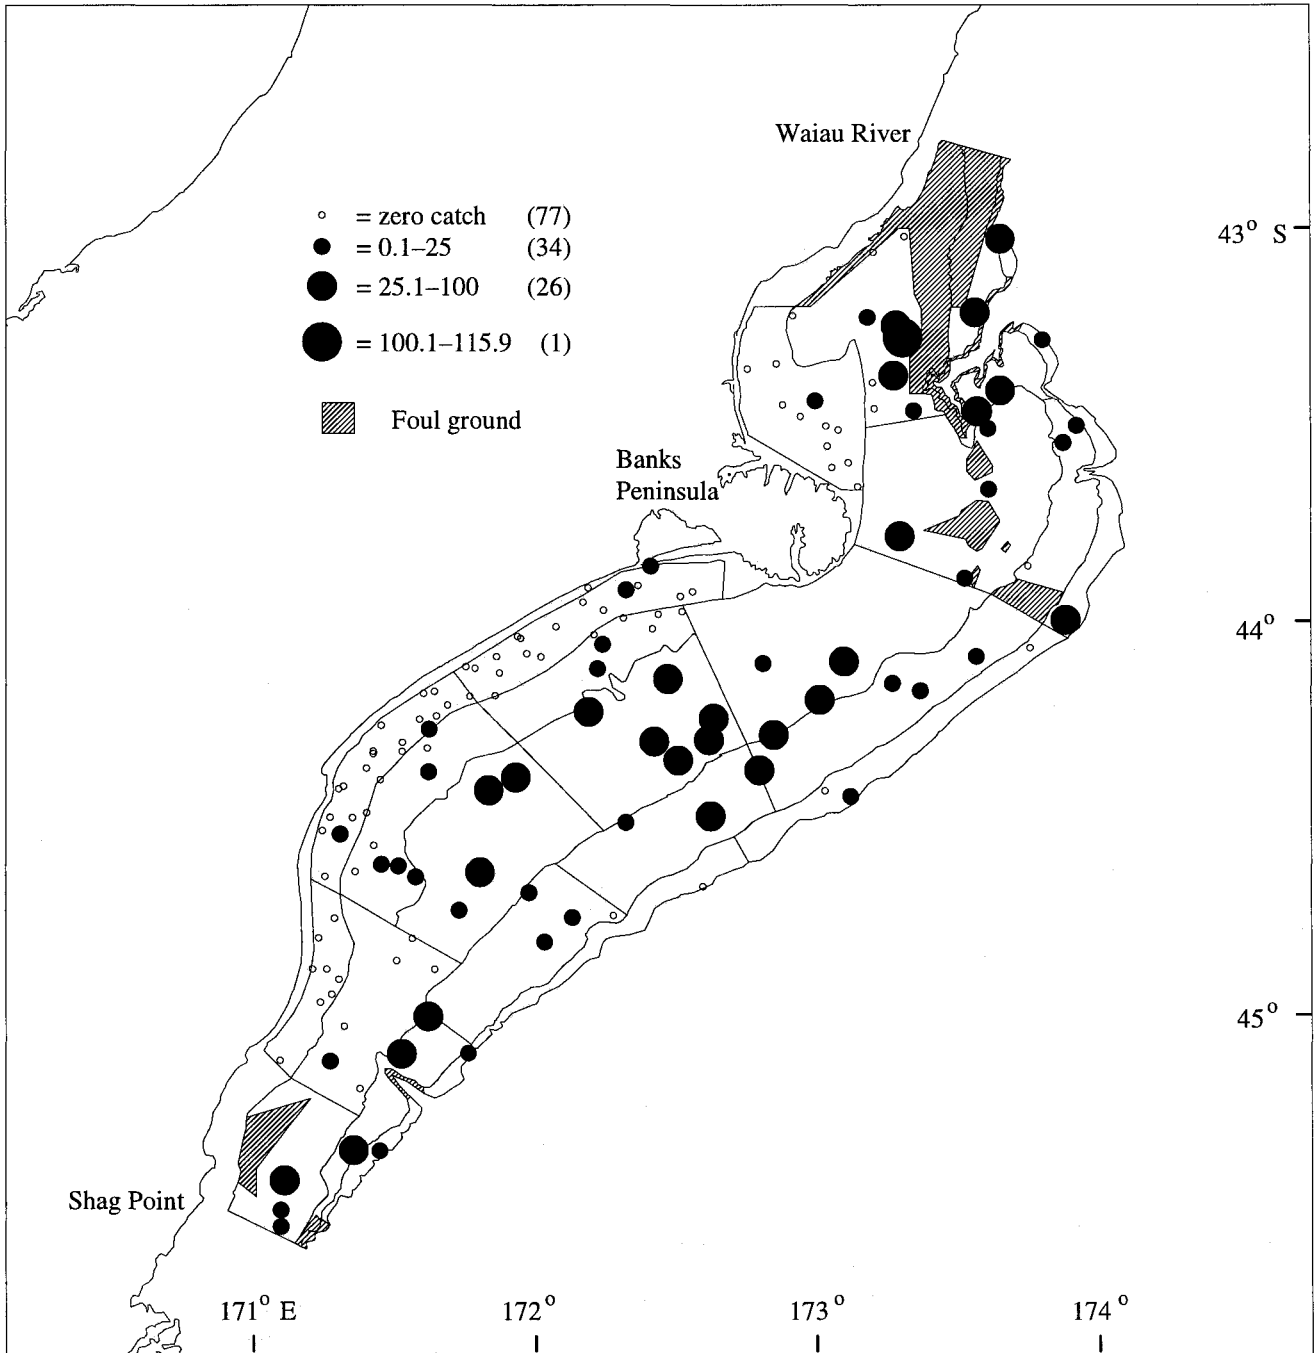 Waiau River
= zero catch (77)
= 0.1–25 (34)
= 25.1–100 (26)
= 100.1–115.9 (1)
Foul ground
43° S
Banks
Peninsula
44°
45°
Shag Point
171° E 172° 173° 174°